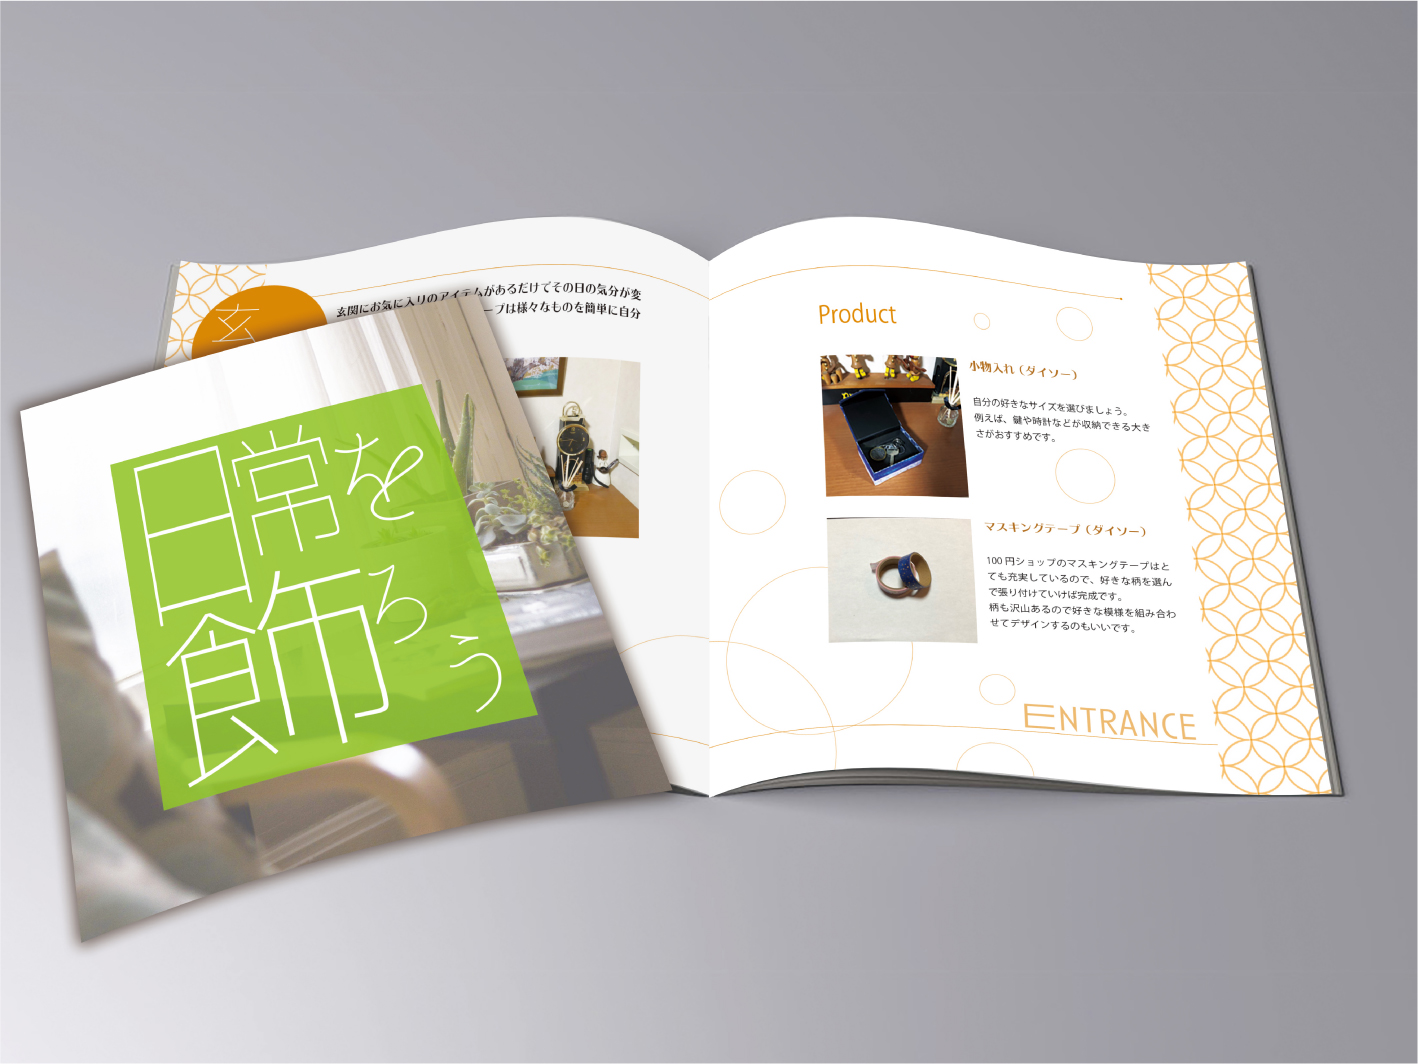 日常を
飾ろう
玄
玄関にお気に入りのアイテムがあるだけでその日の気分が変
ープは様々なものを簡単に自分
Product
小物入れ（ダイソー）
自分の好きなサイズを選びましょう。
例えば、鍵や時計などが収納できる大き
さがおすすめです。
マスキングテープ（ダイソー）
100円ショップのマスキングテープはと
ても充実しているので、好きな柄を選ん
で張り付けていけば完成です。
柄も沢山あるので好きな模様を組み合わ
せてデザインするのもいいです。
ENTRANCE